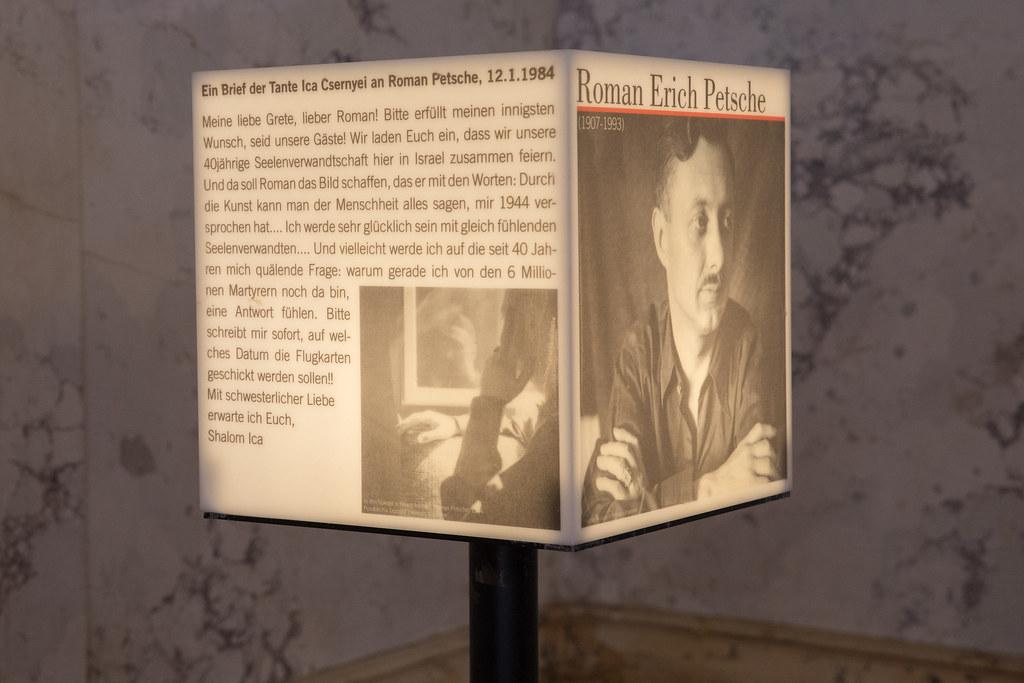 Ein Brief der Tante Ica Csernyei an Roman Petsche, 12.1.1984
Meine liebe Grete, lieber Roman! Bitte erfüllt meinen innigsten
Wunsch, seid unsere Gäste! Wir laden Euch ein, dass wir unsere
40jährige Seelenverwandtschaft hier in Israel zusammen feiern.
Und da soll Roman das Bild schaffen, das er mit den Worten: Durch
die Kunst kann man der Menschheit alles sagen, mir 1944 ver-
sprochen hat.... Ich werde sehr glücklich sein mit gleich fühlenden
Seelenverwandten.... Und vielleicht werde ich auf die seit 40 Jah-
ren mich quälende Frage: warum gerade ich von den 6 Millio-
nen Martyrern noch da bin,
eine Antwort fühlen. Bitte
schreibt mir sofort, auf wel-
ches Datum die Flugkarten
geschickt werden sollen!!
Mit schwesterlicher Liebe
erwarte ich Euch,
Shalom Ica
Roman Erich Petsche
(1907-1993)